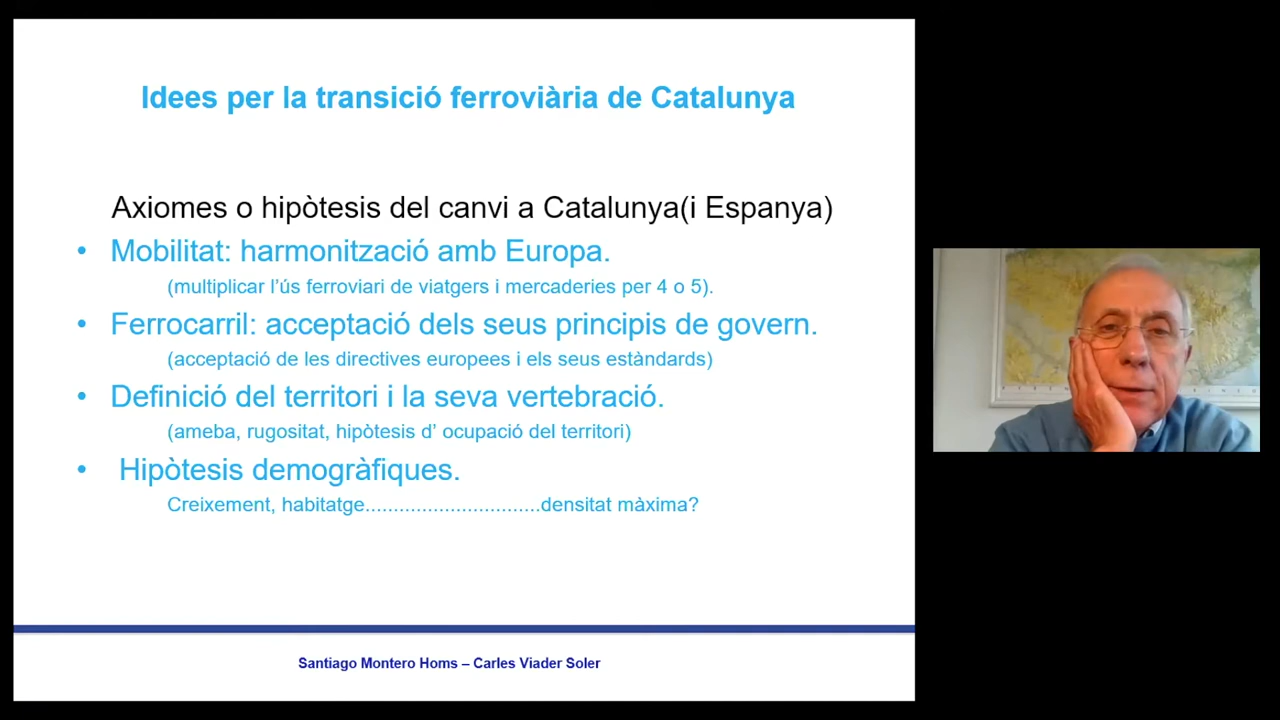 Idees per la transició ferroviària de Catalunya
Axiomes o hipòtesis del canvi a Catalunya(i Espanya)
• Mobilitat: harmonització amb Europa.
(multiplicar l’ús ferroviari de viatgers i mercaderies per 4 o 5).
• Ferrocarril: acceptació dels seus principis de govern.
(acceptació de les directives europees i els seus estàndards)
• Definició del territori i la seva vertebració.
(ameba, rugositat, hipòtesis d’ ocupació del territori)
• Hipòtesis demogràfiques.
Creixement, habitatge...............................densitat màxima?
Santiago Montero Homs – Carles Viader Soler